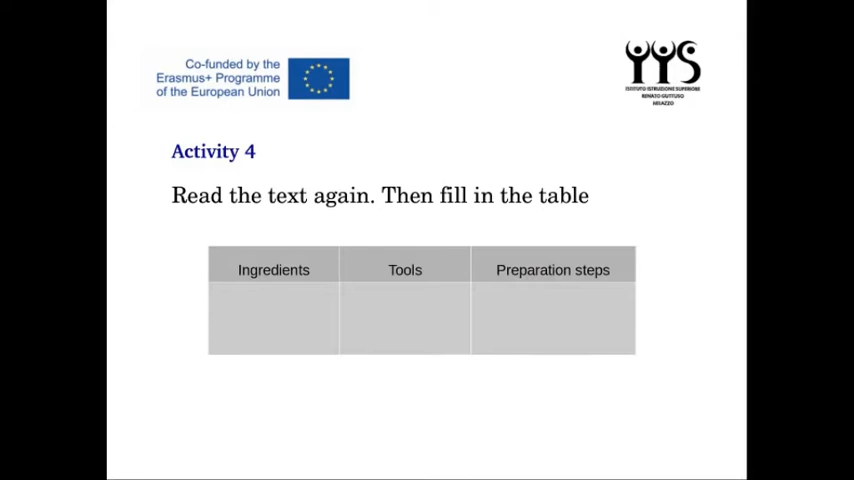 Co-funded by the
Erasmus+ Programme
of the European Union
YYS
ISTITUTO ISTRUZIONE SUPERIORE
RENATO GUTTUSO
MILAZZO
Activity 4
Read the text again. Then fill in the table
Ingredients
Tools
Preparation steps